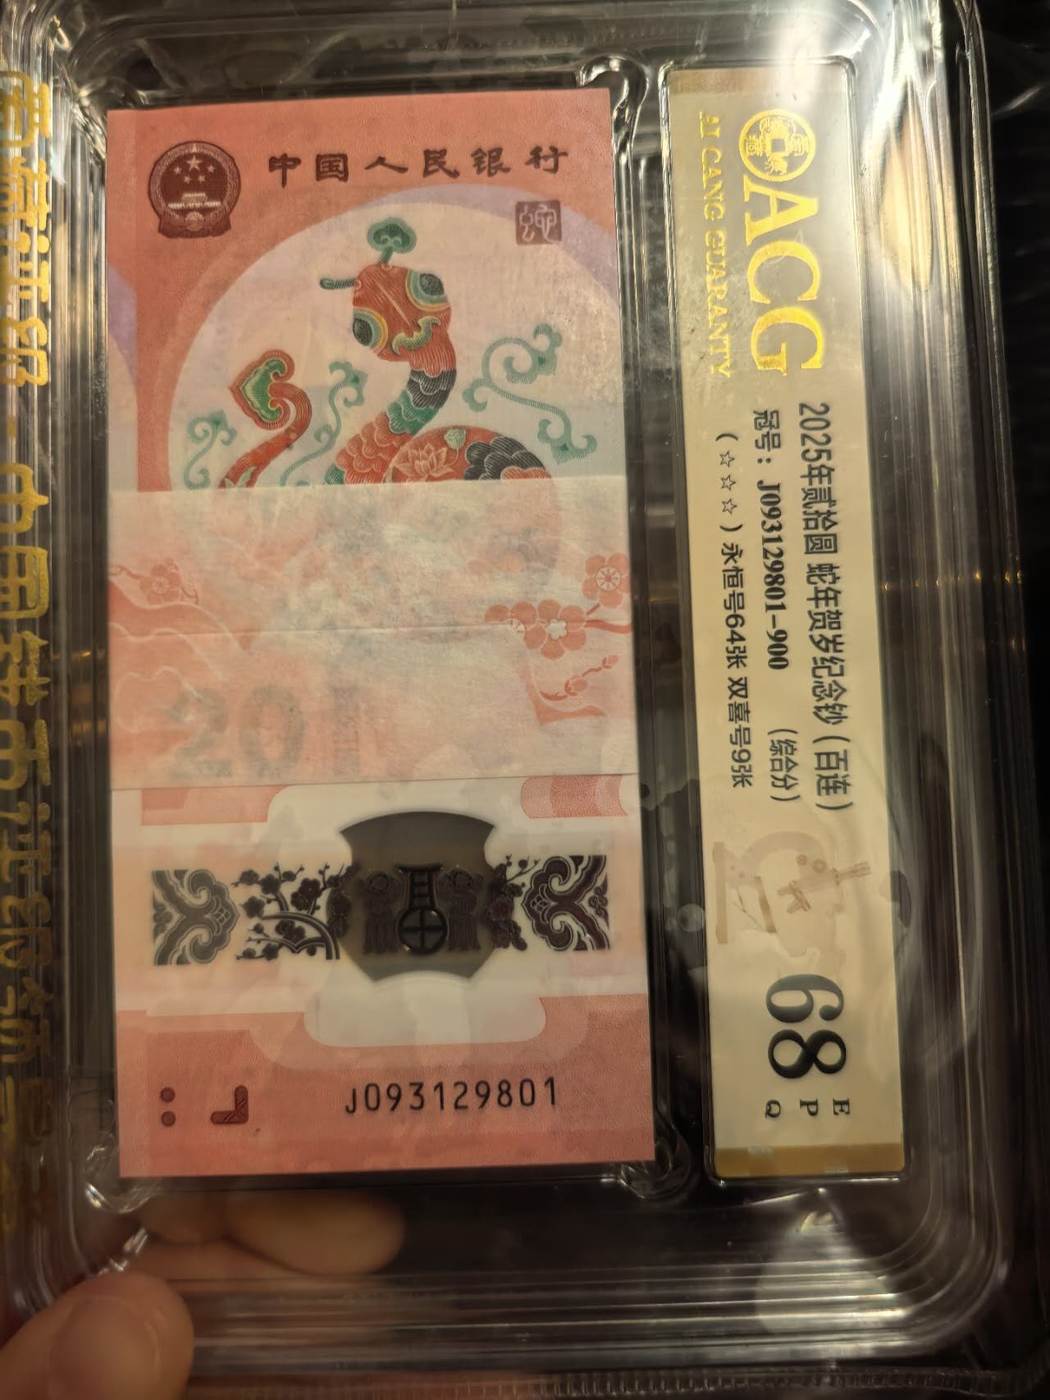 中国人民银行
20
J093129801
ACG
AI CANG GUARANTY
2025年贰拾圆 蛇年贺岁纪念钞（百连）
冠号：J093129801-900 （综合分）
（☆☆☆）永恒号64张 双喜号9张
68
E
P
Q